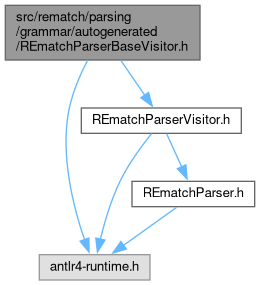 src/rematch/parsing
/grammar/autogenerated
/REmatchParserBaseVisitor.h
REmatchParserVisitor.h
REmatchParser.h
antlr4-runtime.h